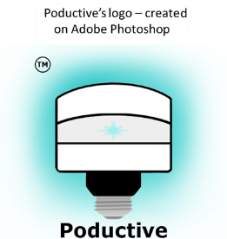 Poductive's logo – created
on Adobe Photoshop
TM
Poductive